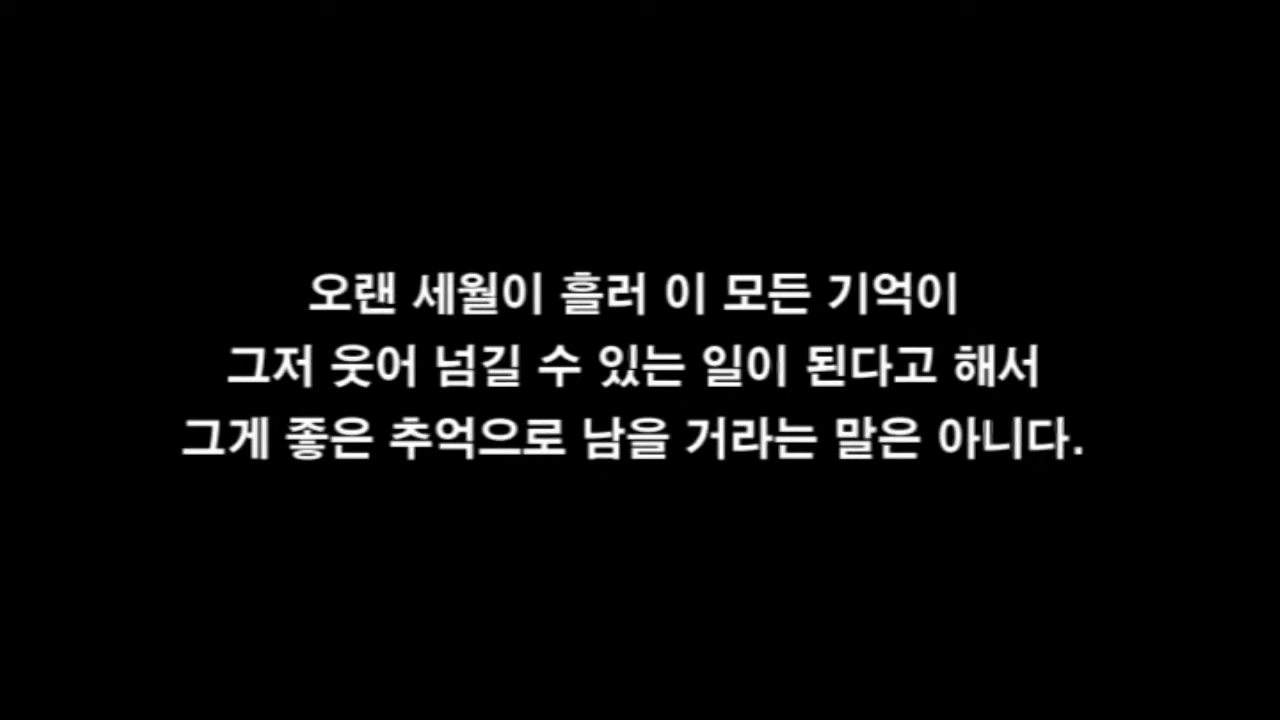 오랜 세월이 흘러 이 모든 기억이
그저 웃어 넘길 수 있는 일이 된다고 해서
그게 좋은 추억으로 남을 거라는 말은 아니다.